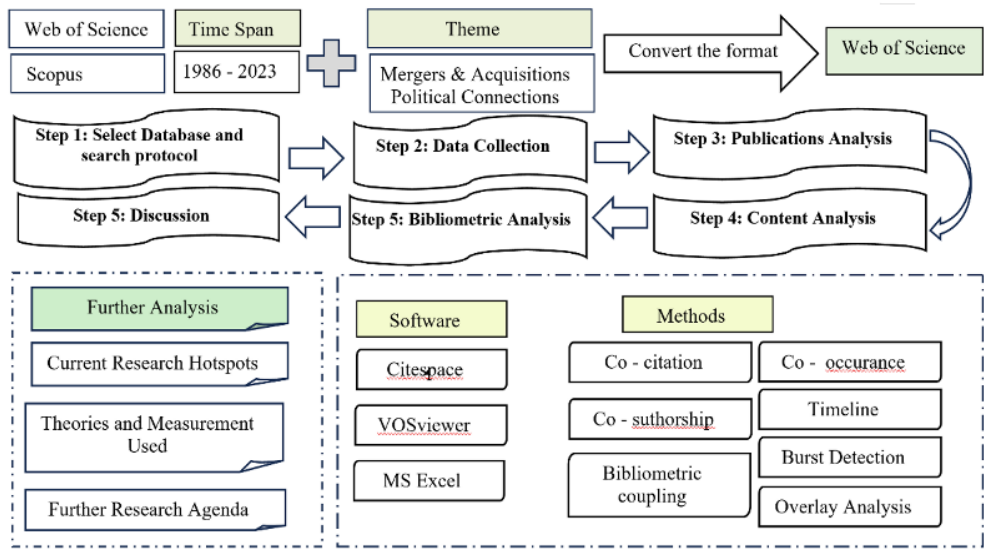 Web of Science
Time Span
Theme
Convert the format
Web of Science
Scopus
1986 - 2023
Mergers & Acquisitions
Political Connections
Step 1: Select Database and
search protocol
Step 2: Data Collection
Step 3: Publications Analysis
Step 5: Discussion
Step 5: Bibliometric Analysis
Step 4: Content Analysis
Further Analysis
Current Research Hotspots
Theories and Measurement
Used
Further Research Agenda
Software
Citespace
VOSviewer
MS Excel
Methods
Co - citation
Co - occurance
Co - suthorship
Timeline
Bibliometric
coupling
Burst Detection
Overlay Analysis